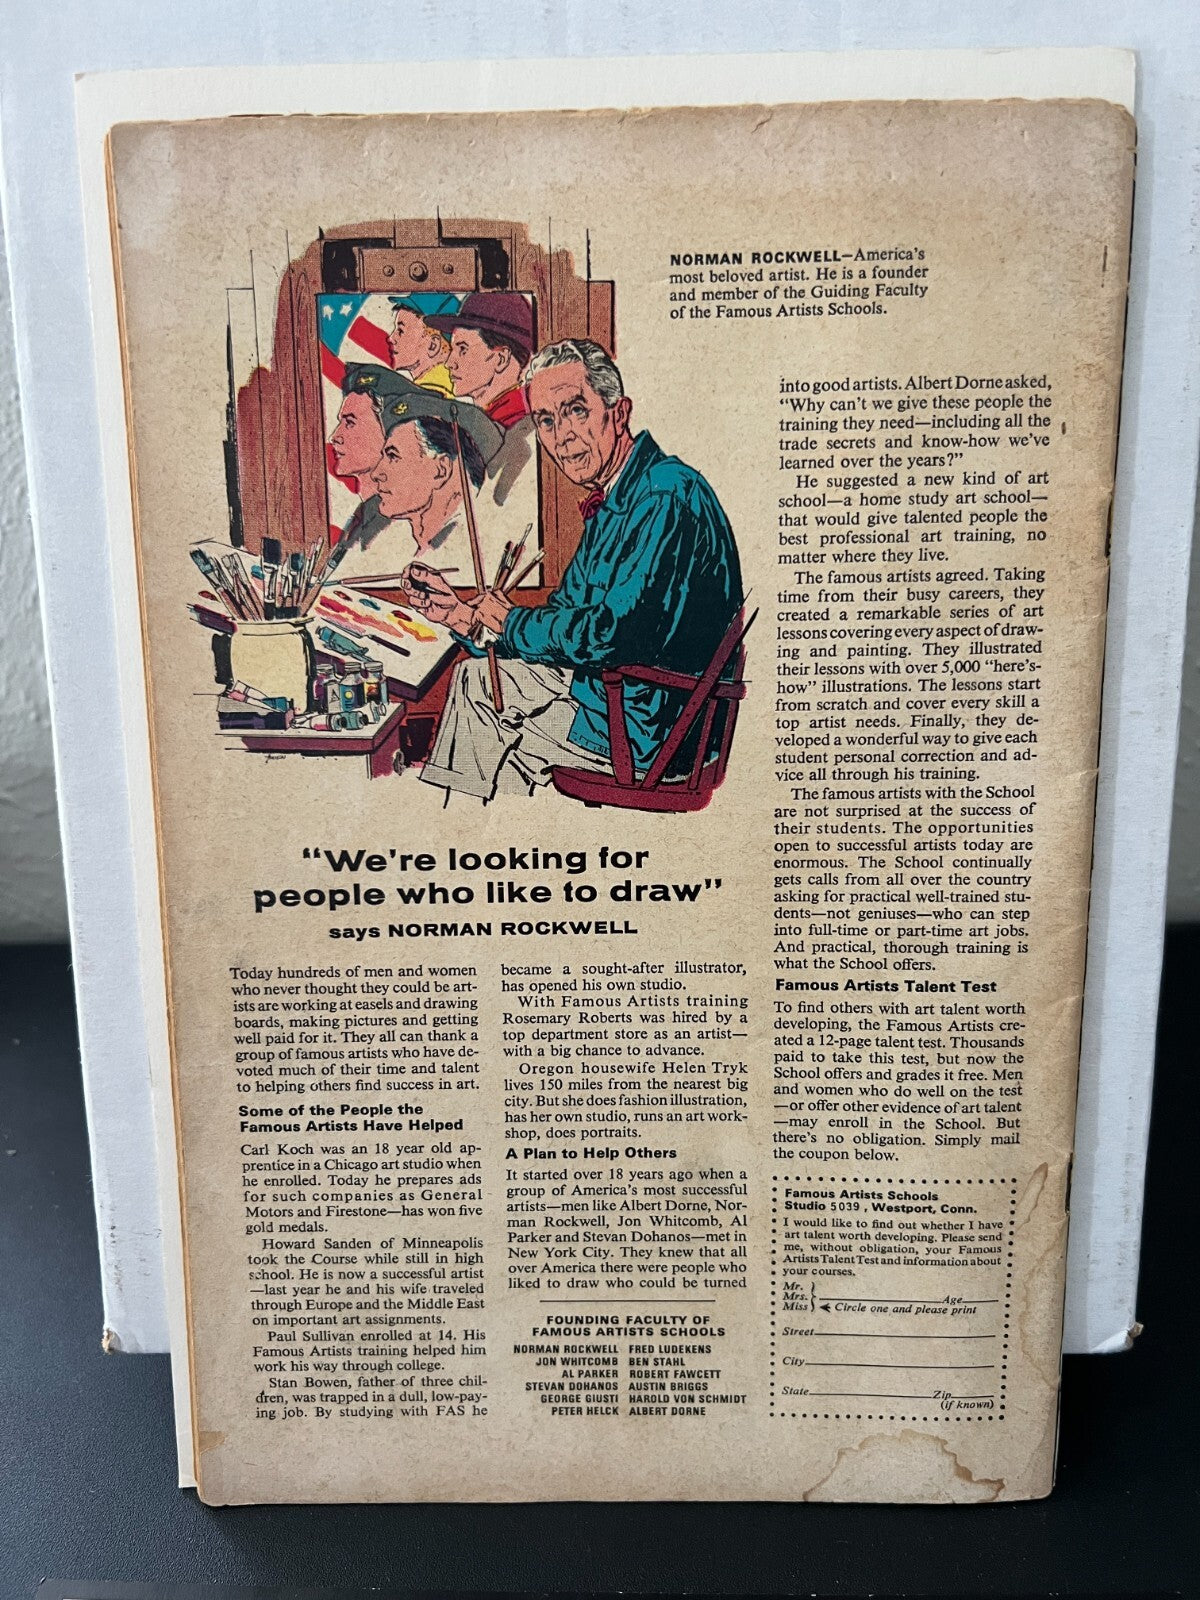 NORMAN ROCKWELL—America's
most beloved artist. He is a founder
and member of the Guiding Faculty
of the Famous Artists Schools.
"We're looking for
people who like to draw"
says NORMAN ROCKWELL
Today hundreds of men and women
who never thought they could be art-
ists are working at easels and drawing
boards, making pictures and getting
well paid for it. They all can thank a
group of famous artists who have de-
voted much of their time and talent
to helping others find success in art.
Some of the People the
Famous Artists Have Helped
Carl Koch was an 18 year old ap-
prentice in a Chicago art studio when
he enrolled. Today he prepares ads
for such companies as General
Motors and Firestone—has won five
gold medals.
Howard Sanden of Minneapolis
took the Course while still in high
school. He is now a successful artist
—last year he and his wife traveled
through Europe and the Middle East
on important art assignments.
Paul Sullivan enrolled at 14. His
Famous Artists training helped him
work his way through college.
Stan Bowen, father of three chil-
dren, was trapped in a dull, low-pay-
ing job. By studying with FAS he
became a sought-after illustrator,
has opened his own studio.
With Famous Artists training
Rosemary Roberts was hired by a
top department store as an artist—
with a big chance to advance.
Oregon housewife Helen Tryk
lives 150 miles from the nearest big
city. But she does fashion illustration,
has her own studio, runs an art work-
shop, does portraits.
A Plan to Help Others
It started over 18 years ago when a
group of America's most successful
artists—men like Albert Dorne, Nor-
man Rockwell, Jon Whitcomb, Al
Parker and Stevan Dohanos—met in
New York City. They knew that all
over America there were people who
liked to draw who could be turned
into good artists. Albert Dorne asked,
"Why can't we give these people the
training they need—including all the
trade secrets and know-how we've
learned over the years?"
He suggested a new kind of art
school—a home study art school—
that would give talented people the
best professional art training, no
matter where they live.
The famous artists agreed. Taking
time from their busy careers, they
created a remarkable series of art
lessons covering every aspect of draw-
ing and painting. They illustrated
their lessons with over 5,000 "here's-
how" illustrations. The lessons start
from scratch and cover every skill a
top artist needs. Finally, they de-
veloped a wonderful way to give each
student personal correction and ad-
vice all through his training.
The famous artists with the School
are not surprised at the success of
their students. The opportunities
open to successful artists today are
enormous. The School continually
gets calls from all over the country
asking for practical well-trained stu-
dents—not geniuses—who can step
into full-time or part-time art jobs.
And practical, thorough training is
what the School offers.
Famous Artists Talent Test
To find others with art talent worth
developing, the Famous Artists cre-
ated a 12-page talent test. Thousands
paid to take this test, but now the
School offers and grades it free. Men
and women who do well on the test
—or offer other evidence of art talent
—may enroll in the School. But
there's no obligation. Simply mail
the coupon below.
FOUNDING FACULTY OF
FAMOUS ARTISTS SCHOOLS
NORMAN ROCKWELL FRED LUDEKENS
JON WHITCOMB BEN STAHL
AL PARKER ROBERT FAWCETT
STEVAN DOHANOS AUSTIN BRIGGS
GEORGE GIUSTI HAROLD VON SCHMIDT
PETER HELCK ALBERT DORNE
Famous Artists Schools
Studio 5039, Westport, Conn.
I would like to find out whether I have
art talent worth developing. Please send
me, without obligation, your Famous
Artists Talent Test and information about
your courses.
Mr.
Mrs. Age
Miss Circle one and please print
Street
City
State Zip
(if known)